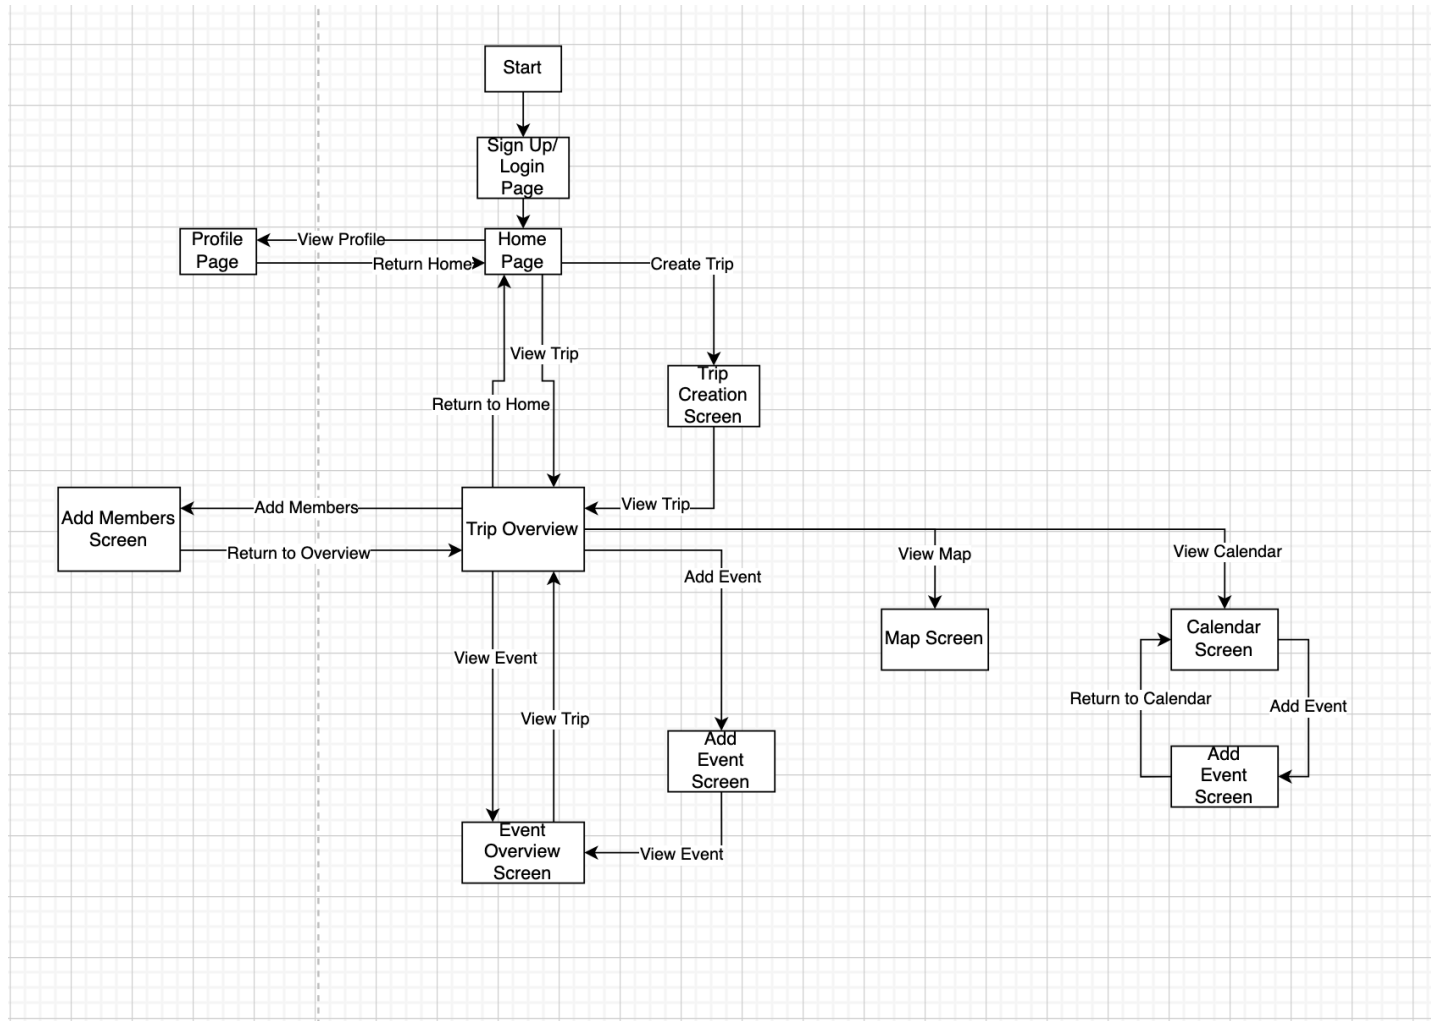 Start
Sign Up/
Login
Page
Profile
Page
View Profile
Return Home
Home
Page
Create Trip
View Trip
Return to Home
Trip
Creation
Screen
View Trip
Add Members
Screen
Add Members
Return to Overview
Trip Overview
Add Event
View Map
View Calendar
Map Screen
Calendar
Screen
View Event
View Trip
Return to Calendar
Add Event
Add
Event
Screen
Add
Event
Screen
Event
Overview
Screen
View Event